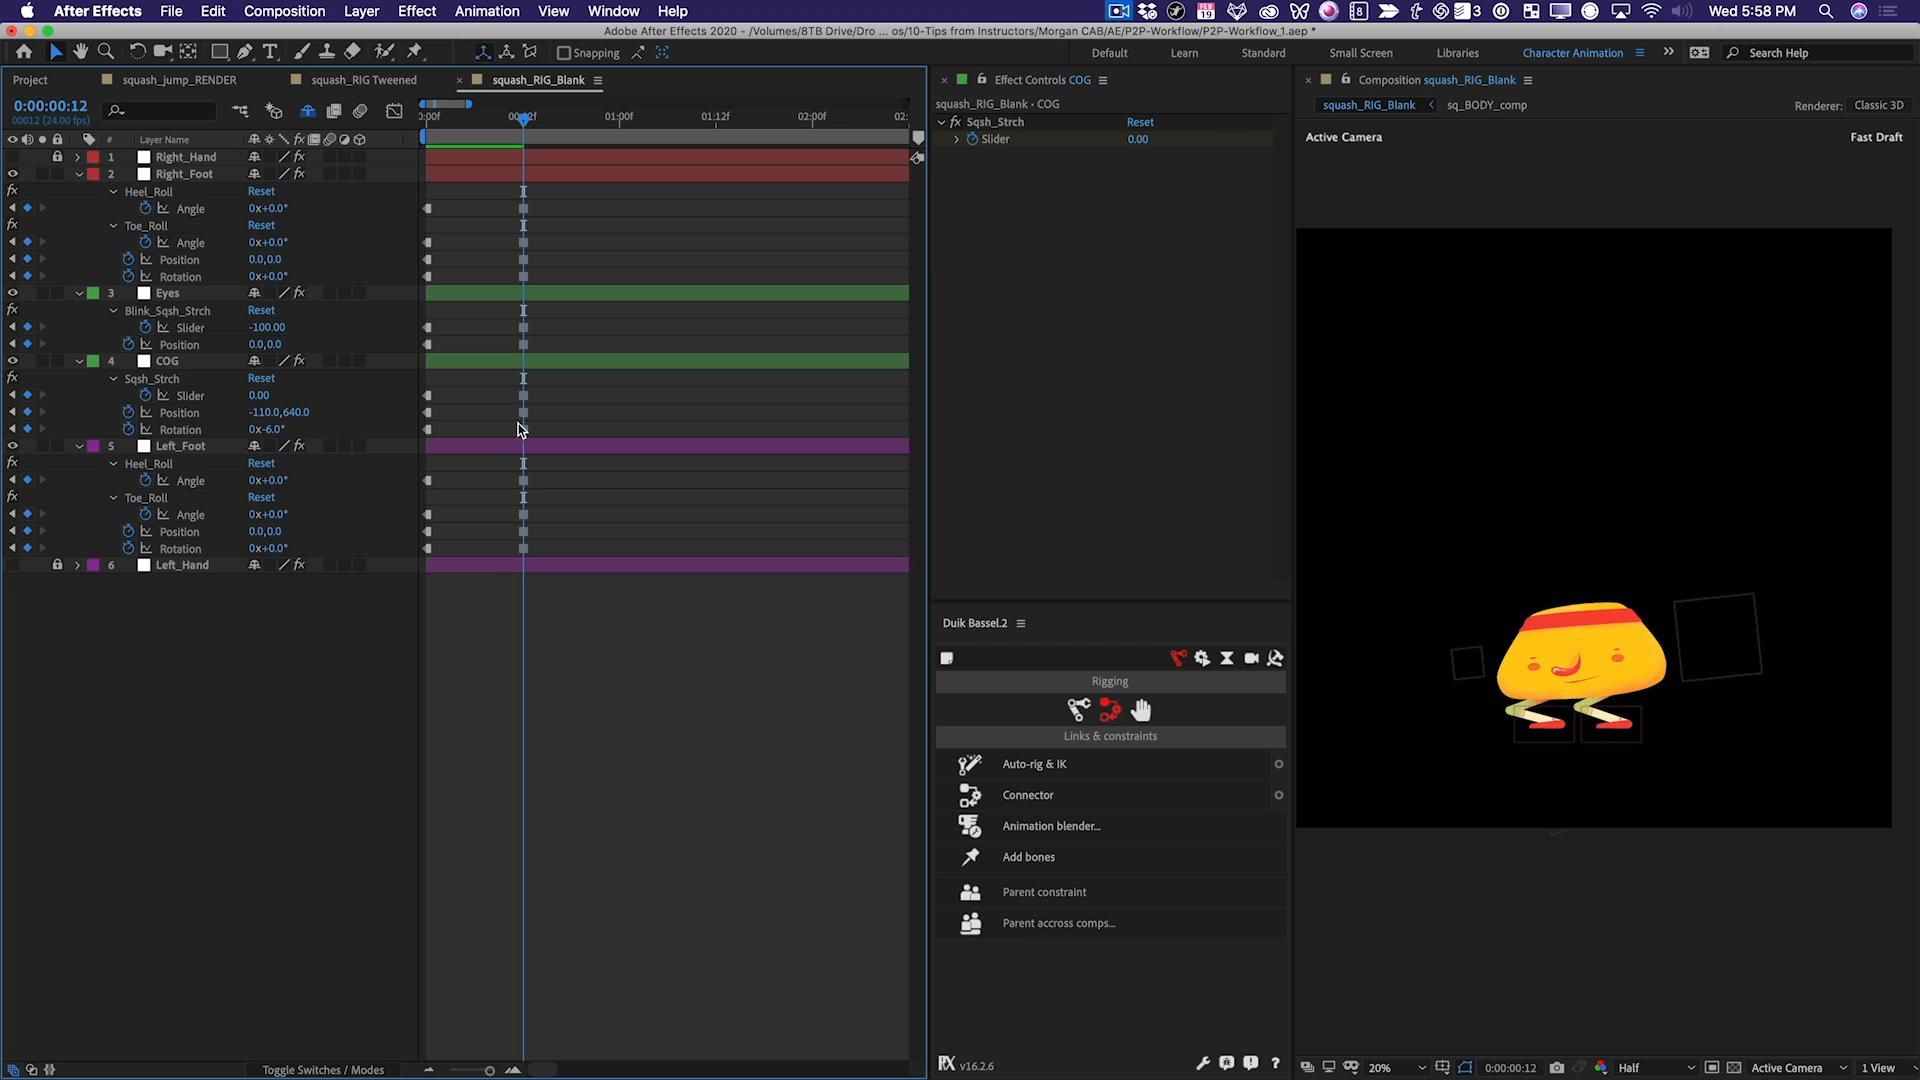 After Effects File Edit Composition Layer Effect Animation View Window Help Wed 5:58 PM
Adobe After Effects 2020 - /Volumes/8TB Drive/Dro ... os/10-Tips from Instructors/Morgan CAB/AE/P2P-Workflow/P2P-Workflow_1.aep *
Snapping Default Learn Standard Small Screen Libraries Character Animation Search Help
Project squash_jump_RENDER squash_RIG Tweened squash_RIG_Blank
0:00:00:12
00012 (24.00 fps)
01:00f 01:12f 02:00f
# Layer Name
1 Right_Hand
2 Right_Foot
Heel_Roll Reset
Angle 0x+0.0°
Toe_Roll Reset
Angle 0x+0.0°
Position 0.0,0.0
Rotation 0x+0.0°
3 Eyes
Blink_Sqsh_Strch Reset
Slider -100.00
Position 0.0,0.0
4 COG
Sqsh_Strch Reset
Slider 0.00
Position -110.0,640.0
Rotation 0x-6.0°
5 Left_Foot
Heel_Roll Reset
Angle 0x+0.0°
Toe_Roll Reset
Angle 0x+0.0°
Position 0.0,0.0
Rotation 0x+0.0°
6 Left_Hand
Toggle Switches / Modes
Effect Controls COG
squash_RIG_Blank • COG
fx Sqsh_Strch Reset
Slider 0.00
Duik Bassel.2
Rigging
Links & constraints
Auto-rig & IK
Connector
Animation blender...
Add bones
Parent constraint
Parent accross comps...
v16.2.6
Composition squash_RIG_Blank
squash_RIG_Blank sq_BODY_comp Renderer: Classic 3D
Active Camera Fast Draft
20% 0:00:00:12 Half Active Camera 1 View